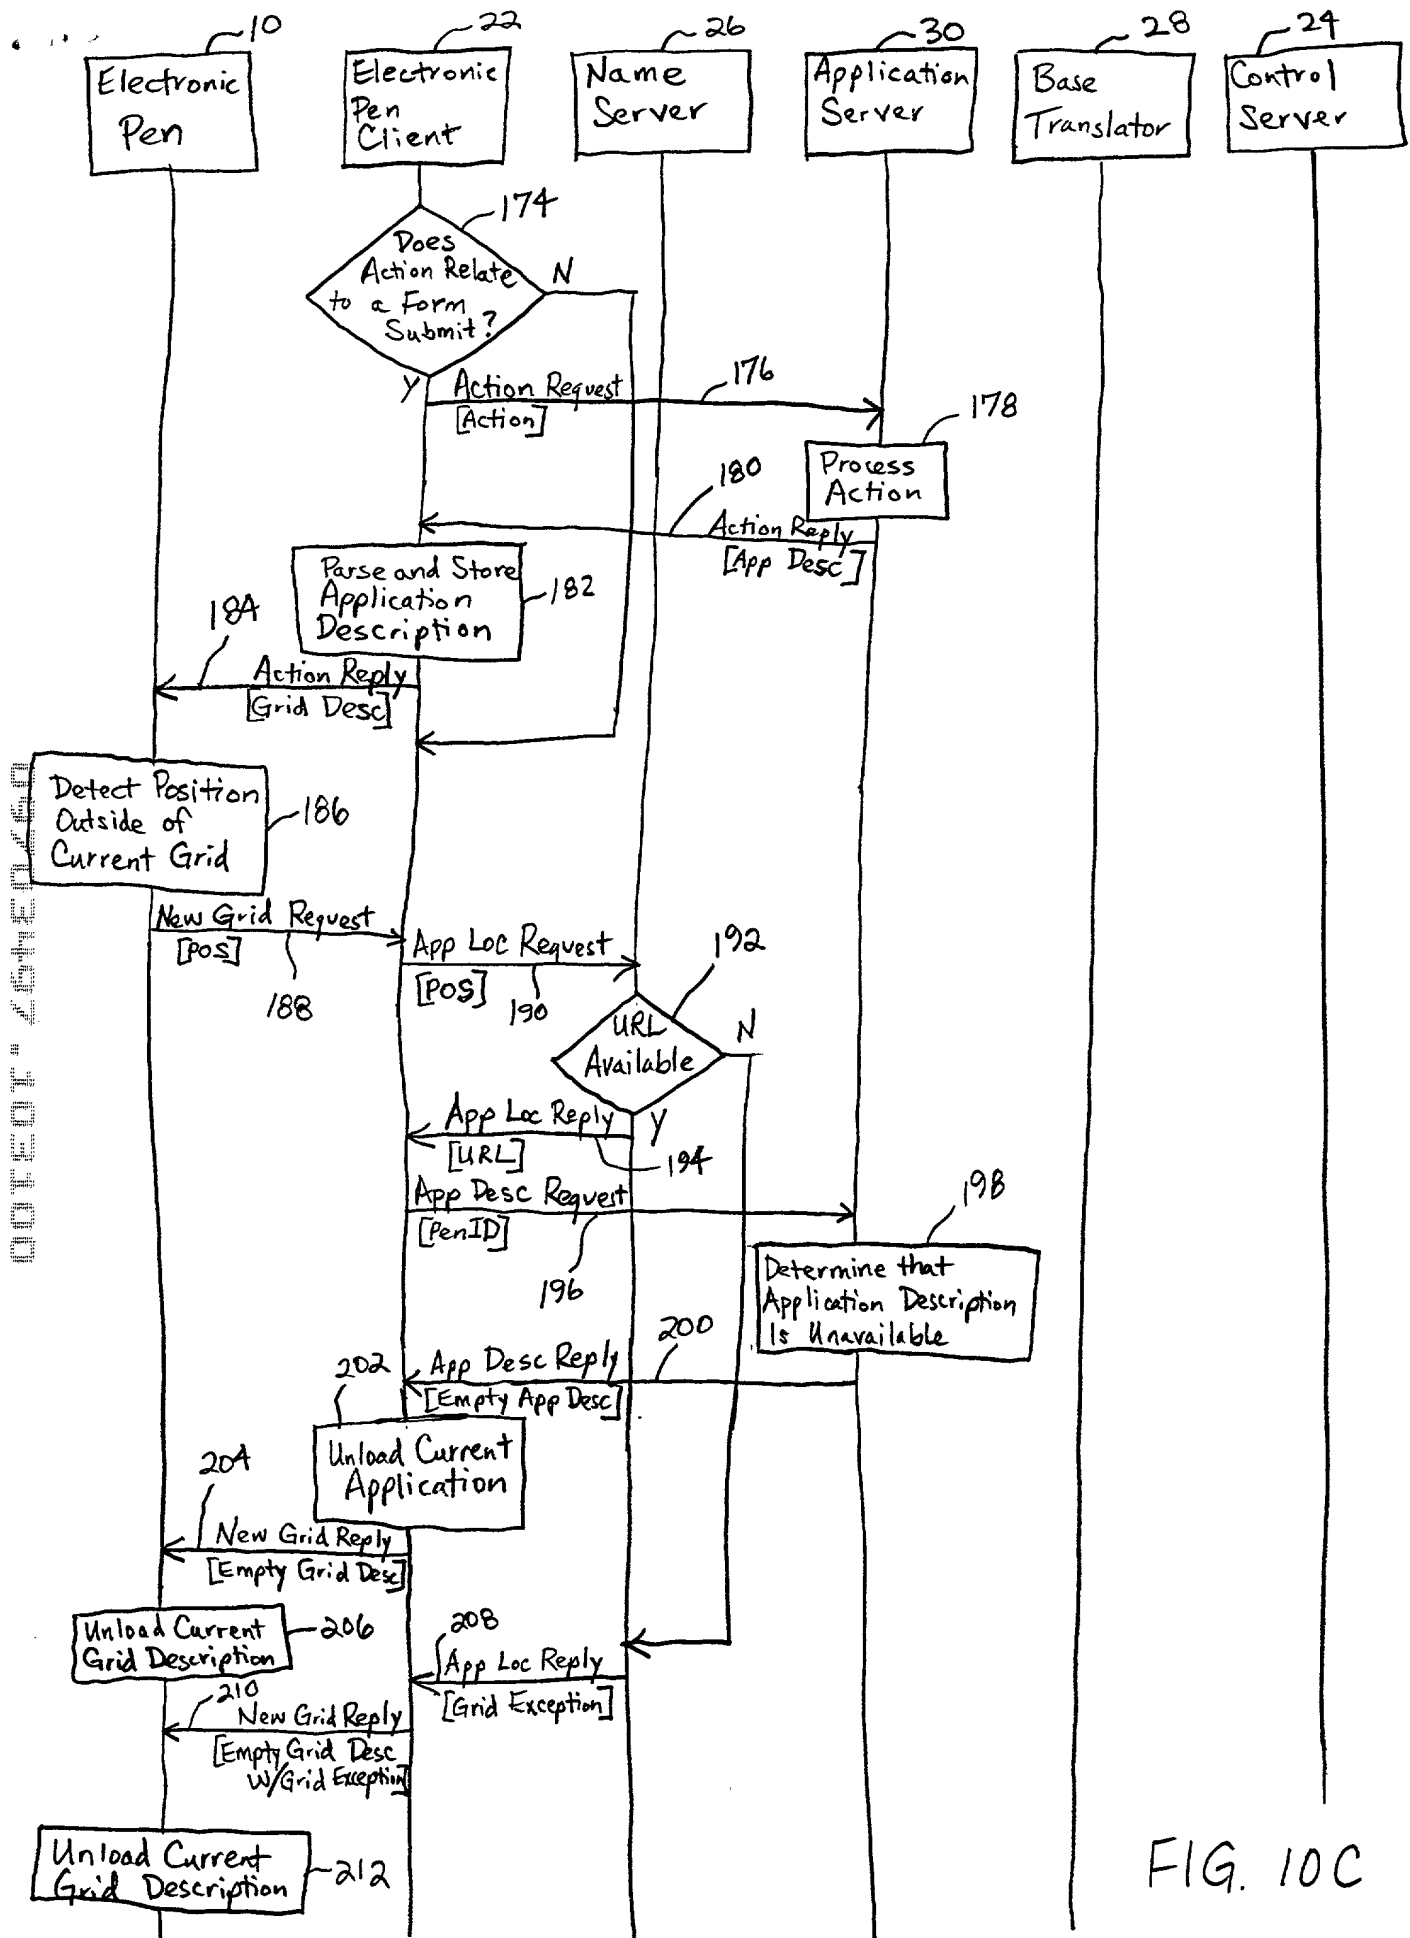 10
22
26
30
28
24
Electronic
Pen
Electronic
Pen
Client
Name
Server
Application
Server
Base
Translator
Control
Server
174
Does
Action Relate
to a Form
Submit?
N
Y
Action Request
[Action]
176
178
Process
Action
180
Action Reply
[App Desc]
Parse and Store
Application
Description
182
184
Action Reply
[Grid Desc]
Detect Position
Outside of
Current Grid
186
New Grid Request
[POS]
188
App Loc Request
[POS]
190
192
URL
Available
N
Y
App Loc Reply
[URL]
194
App Desc Request
[PenID]
196
198
Determine that
Application Description
Is Unavailable
200
App Desc Reply
[Empty App Desc]
202
Unload Current
Application
204
New Grid Reply
[Empty Grid Desc]
Unload Current
Grid Description
206
208
App Loc Reply
[Grid Exception]
210
New Grid Reply
[Empty Grid Desc
W/Grid Exception]
Unload Current
Grid Description
212
FIG. 10C